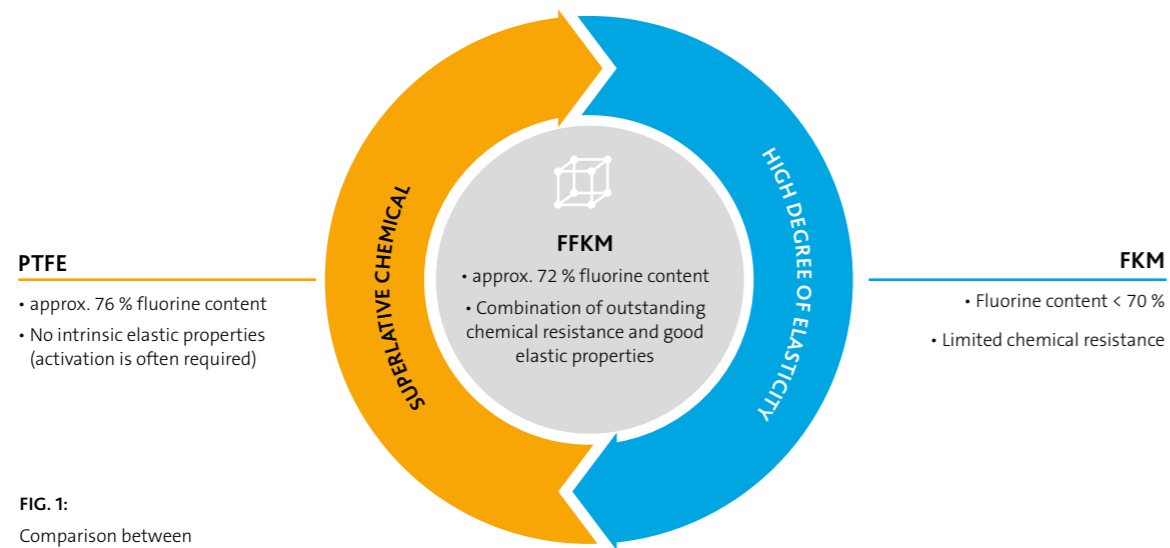 SUPERLATIVE CHEMICAL
HIGH DEGREE OF ELASTICITY
FFKM
• approx. 72 % fluorine content
• Combination of outstanding
chemical resistance and good
elastic properties
PTFE
• approx. 76 % fluorine content
• No intrinsic elastic properties
(activation is often required)
FKM
• Fluorine content < 70 %
• Limited chemical resistance
FIG. 1:
Comparison between